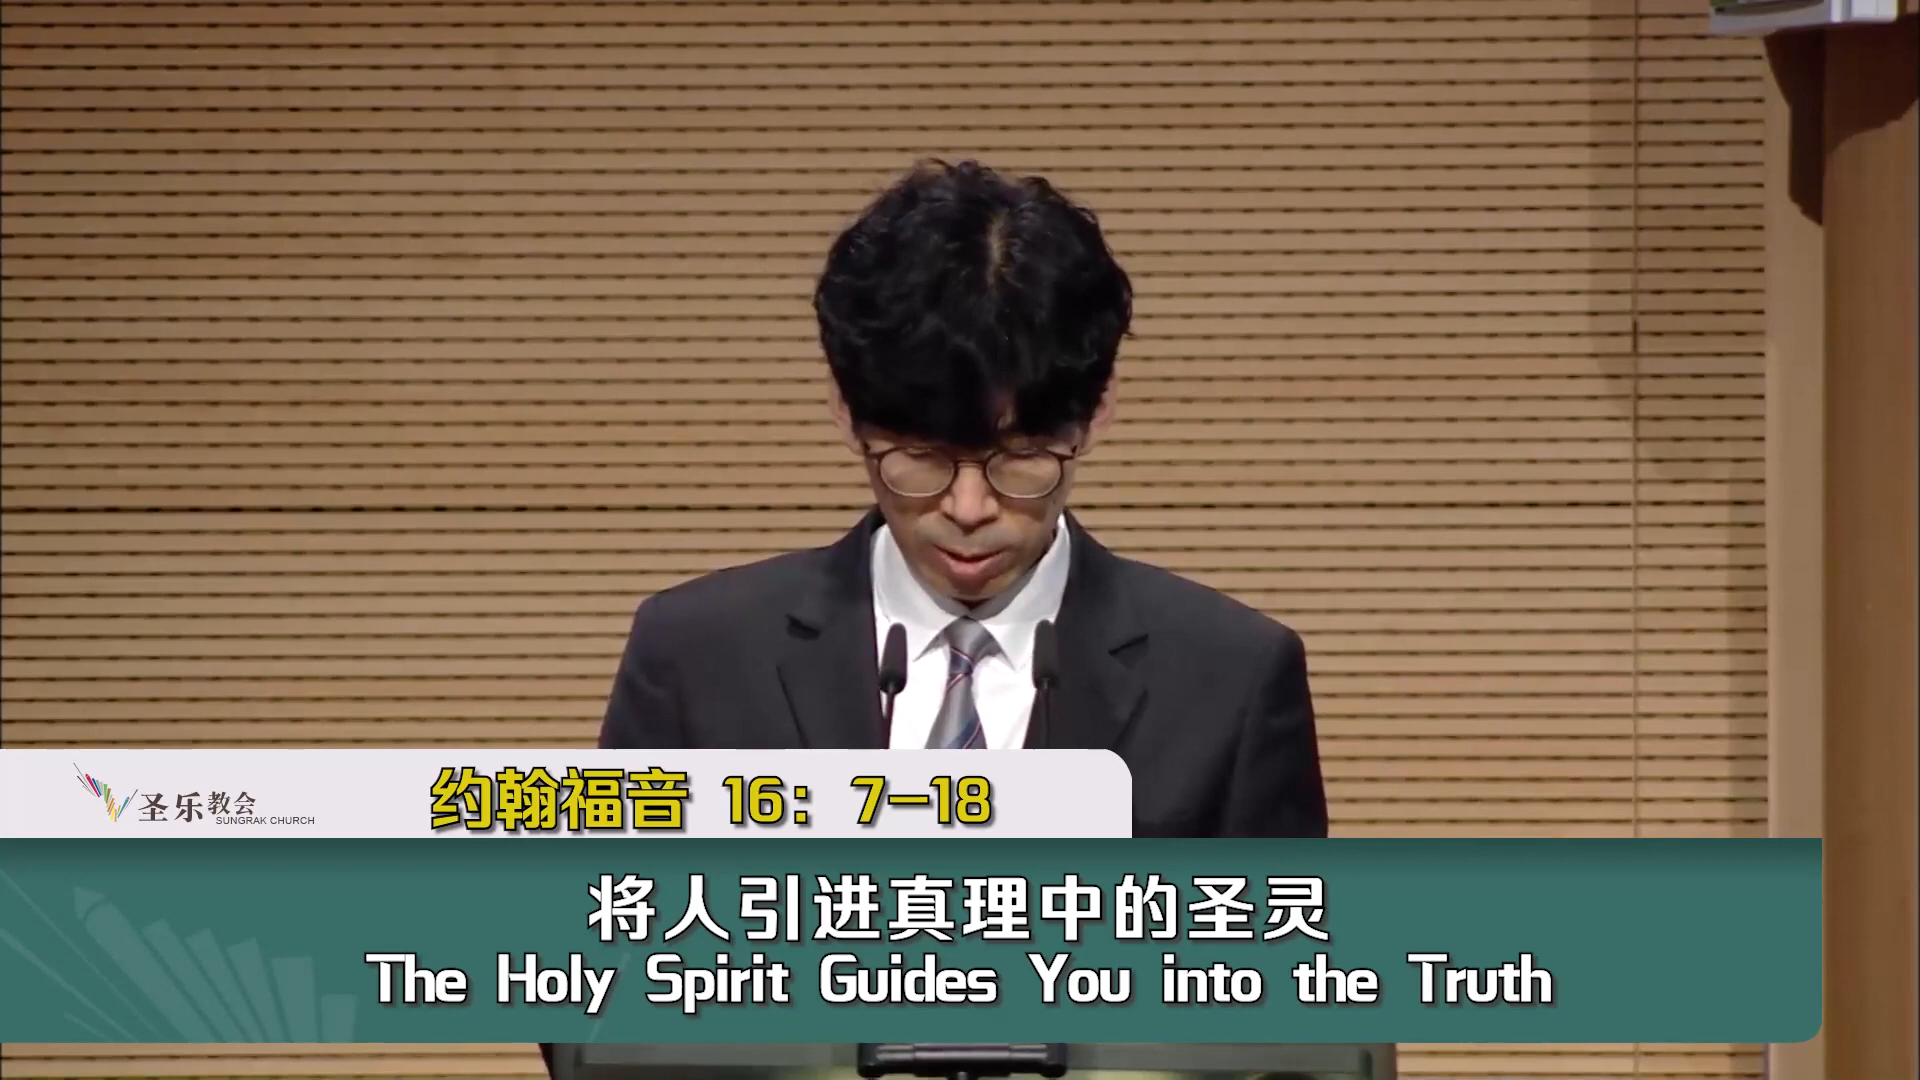 圣乐教会
SUNGRAK CHURCH
约翰福音 16：7-18
将人引进真理中的圣灵
The Holy Spirit Guides You into the Truth